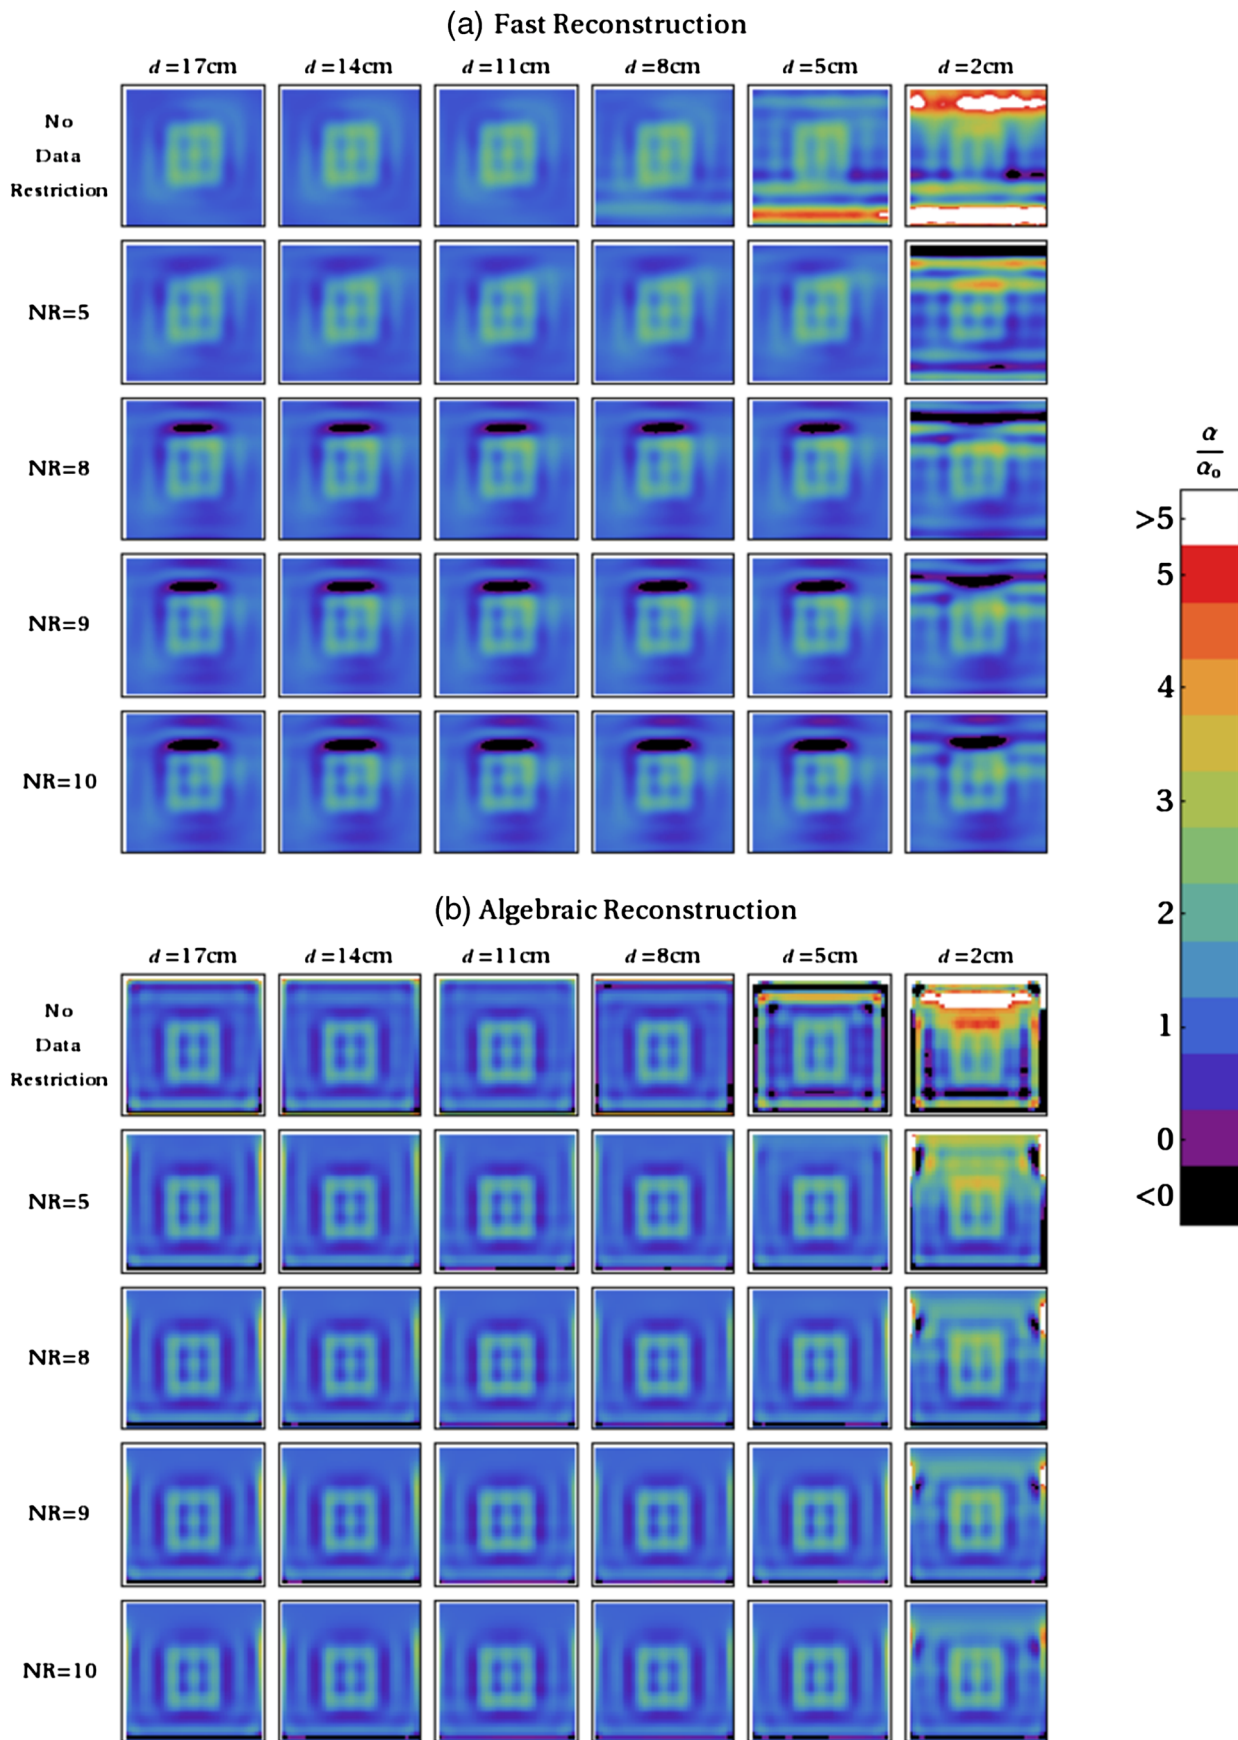 (a) Fast Reconstruction
d =17cm d =14cm d =11cm d =8cm d =5cm d =2cm
No
Data
Restriction
NR=5
NR=8
NR=9
NR=10
(b) Algebraic Reconstruction
d =17cm d =14cm d =11cm d =8cm d =5cm d =2cm
No
Data
Restriction
NR=5
NR=8
NR=9
NR=10
α
αo
>5
5
4
3
2
1
0
<0